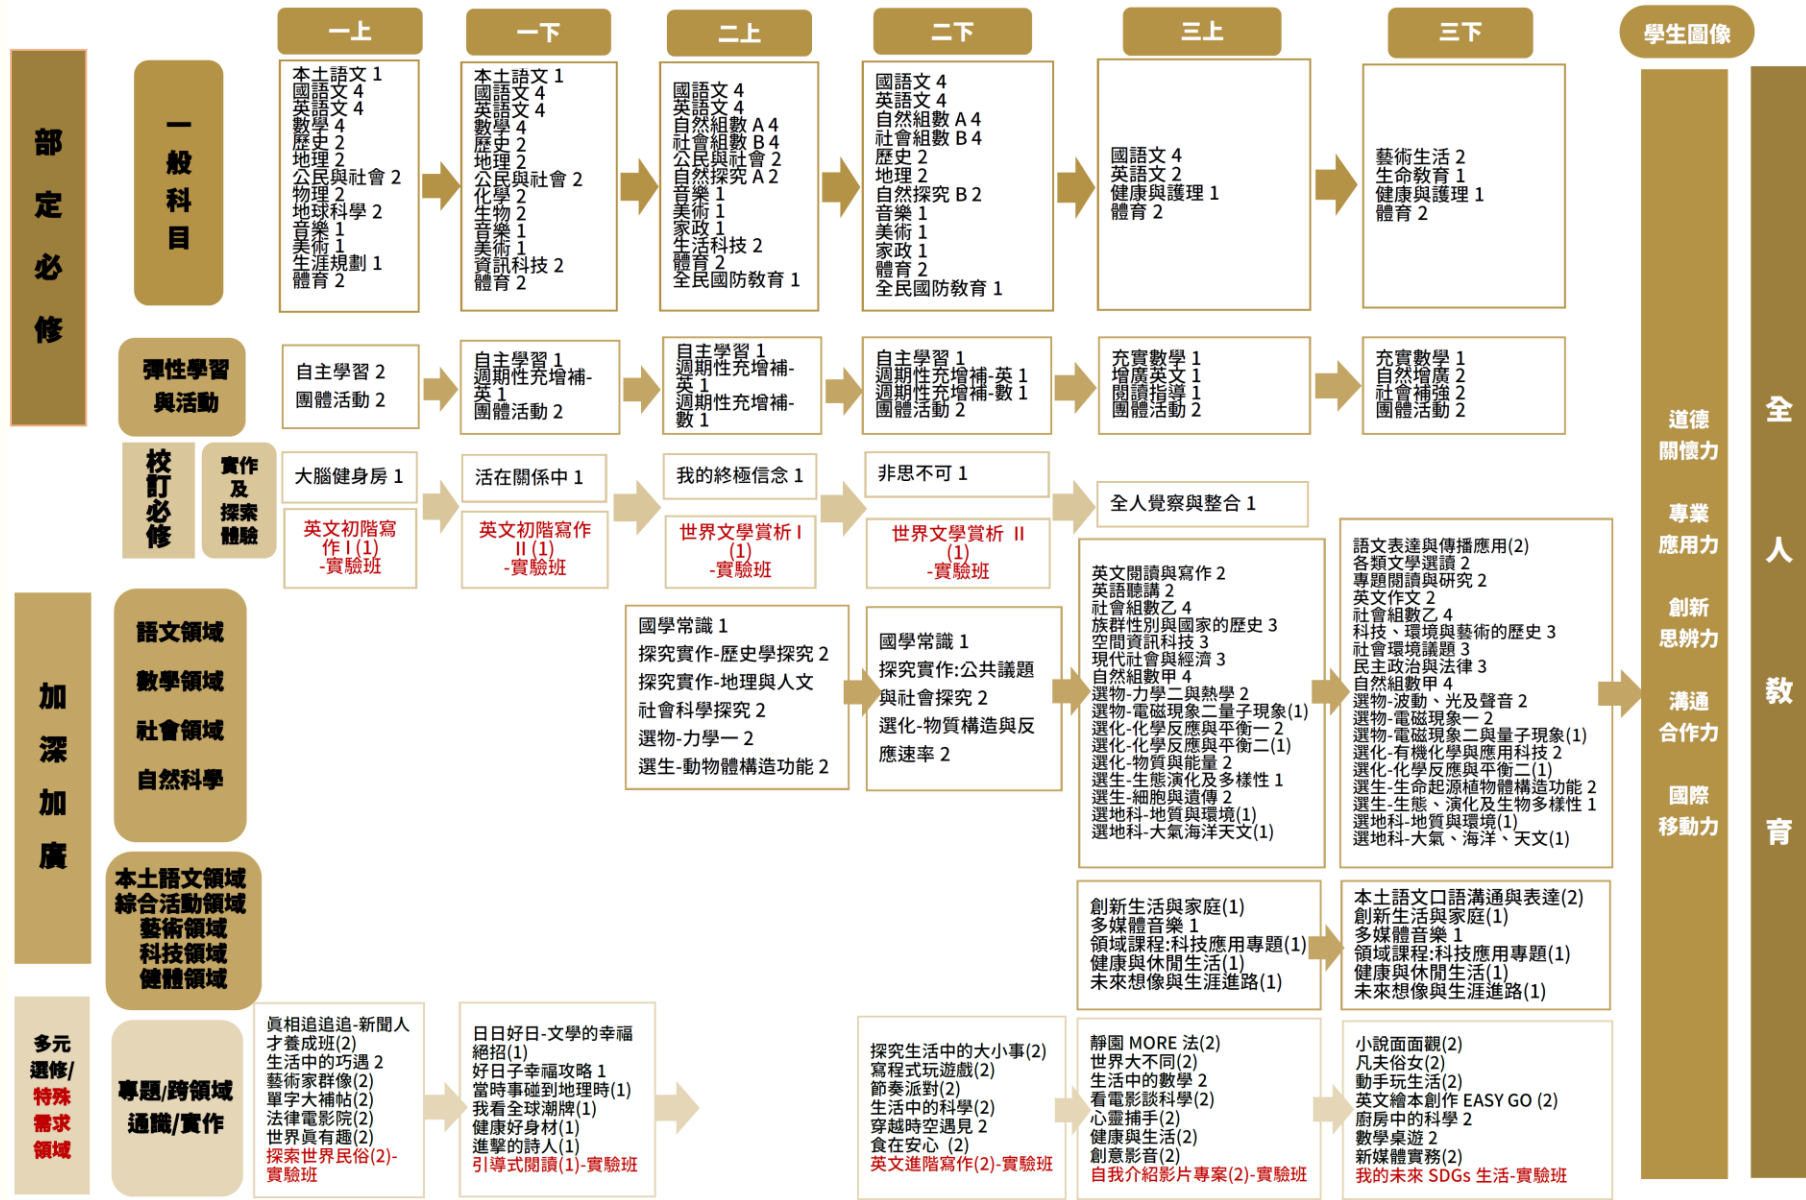 一上
一下
二上
二下
三上
三下
學生圖像
部定必修
一般科目
本土語文 1
國語文 4
英語文 4
數學 4
歷史 2
地理 2
公民與社會 2
物理 2
地球科學 2
音樂 1
美術 1
生涯規劃 1
體育 2
本土語文 1
國語文 4
英語文 4
數學 4
歷史 2
地理 2
公民與社會 2
化學 2
生物 2
音樂 1
美術 1
資訊科技 2
體育 2
國語文 4
英語文 4
自然組數 A 4
社會組數 B 4
公民與社會 2
自然探究 A 2
音樂 1
美術 1
家政 1
生活科技 2
體育 2
全民國防教育 1
國語文 4
英語文 4
自然組數 A 4
社會組數 B 4
歷史 2
地理 2
自然探究 B 2
音樂 1
美術 1
家政 1
體育 2
全民國防教育 1
國語文 4
英語文 2
健康與護理 1
體育 2
藝術生活 2
生命教育 1
健康與護理 1
體育 2
彈性學習
與活動
自主學習 2
團體活動 2
自主學習 1
週期性充增補-
英 1
團體活動 2
自主學習 1
週期性充增補-
英 1
週期性充增補-
數 1
自主學習 1
週期性充增補-英 1
週期性充增補-數 1
團體活動 2
充實數學 1
增廣英文 1
閱讀指導 1
團體活動 2
充實數學 1
自然增廣 2
社會補強 2
團體活動 2
校訂必修
實作
及
探索
體驗
大腦健身房 1
活在關係中 1
我的終極信念 1
非思不可 1
全人覺察與整合 1
英文初階寫
作 I (1)
-實驗班
英文初階寫作
II (1)
-實驗班
世界文學賞析 I
(1)
-實驗班
世界文學賞析 II
(1)
-實驗班
加深加廣
語文領域
數學領域
社會領域
自然科學
國學常識 1
探究實作-歷史學探究 2
探究實作-地理與人文
社會科學探究 2
選物-力學一 2
選生-動物體構造功能 2
國學常識 1
探究實作:公共議題
與社會探究 2
選化-物質構造與反
應速率 2
英文閱讀與寫作 2
英語聽講 2
社會組數乙 4
族群性別與國家的歷史 3
空間資訊科技 3
現代社會與經濟 3
自然組數甲 4
選物-力學二與熱學 2
選物-電磁現象二量子現象(1)
選化-化學反應與平衡一 2
選化-化學反應與平衡二(1)
選化-物質與能量 2
選生-生態演化及多樣性 1
選生-細胞與遺傳 2
選地科-地質與環境(1)
選地科-大氣海洋天文(1)
語文表達與傳播應用(2)
各類文學選讀 2
專題閱讀與研究 2
英文作文 2
社會組數乙 4
科技、環境與藝術的歷史 3
社會環境議題 3
民主政治與法律 3
自然組數甲 4
選物-波動、光及聲音 2
選物-電磁現象一 2
選物-電磁現象二與量子現象(1)
選化-有機化學與應用科技 2
選化-化學反應與平衡二(1)
選生-生命起源植物體構造功能 2
選生-生態、演化及生物多樣性 1
選地科-地質與環境(1)
選地科-大氣、海洋、天文(1)
本土語文領域
綜合活動領域
藝術領域
科技領域
健體領域
創新生活與家庭(1)
多媒體音樂 1
領域課程:科技應用專題(1)
健康與休閒生活(1)
未來想像與生涯進路(1)
本土語文口語溝通與表達(2)
創新生活與家庭(1)
多媒體音樂 1
領域課程:科技應用專題(1)
健康與休閒生活(1)
未來想像與生涯進路(1)
多元
選修/
特殊
需求
領域
專題/跨領域
通識/實作
真相追追追-新聞人
才養成班(2)
生活中的巧遇 2
藝術家群像(2)
單字大補帖(2)
法律電影院(2)
世界真有趣(2)
探索世界民俗(2)-
實驗班
日日好日-文學的幸福
絕招(1)
好日子幸福攻略 1
當時事碰到地理時(1)
我看全球潮牌(1)
健康好身材(1)
進擊的詩人(1)
引導式閱讀(1)-實驗班
探究生活中的大小事(2)
寫程式玩遊戲(2)
節奏派對(2)
生活中的科學(2)
穿越時空遇見 2
食在安心 (2)
英文進階寫作(2)-實驗班
靜園 MORE 法(2)
世界大不同(2)
生活中的數學 2
看電影談科學(2)
心靈捕手(2)
健康與生活(2)
創意影音(2)
自我介紹影片專案(2)-實驗班
小說面面觀(2)
凡夫俗女(2)
動手玩生活(2)
英文繪本創作 EASY GO (2)
廚房中的科學 2
數學桌遊 2
新媒體實務(2)
我的未來 SDGs 生活-實驗班
道德
關懷力
專業
應用力
創新
思辨力
溝通
合作力
國際
移動力
全人教育